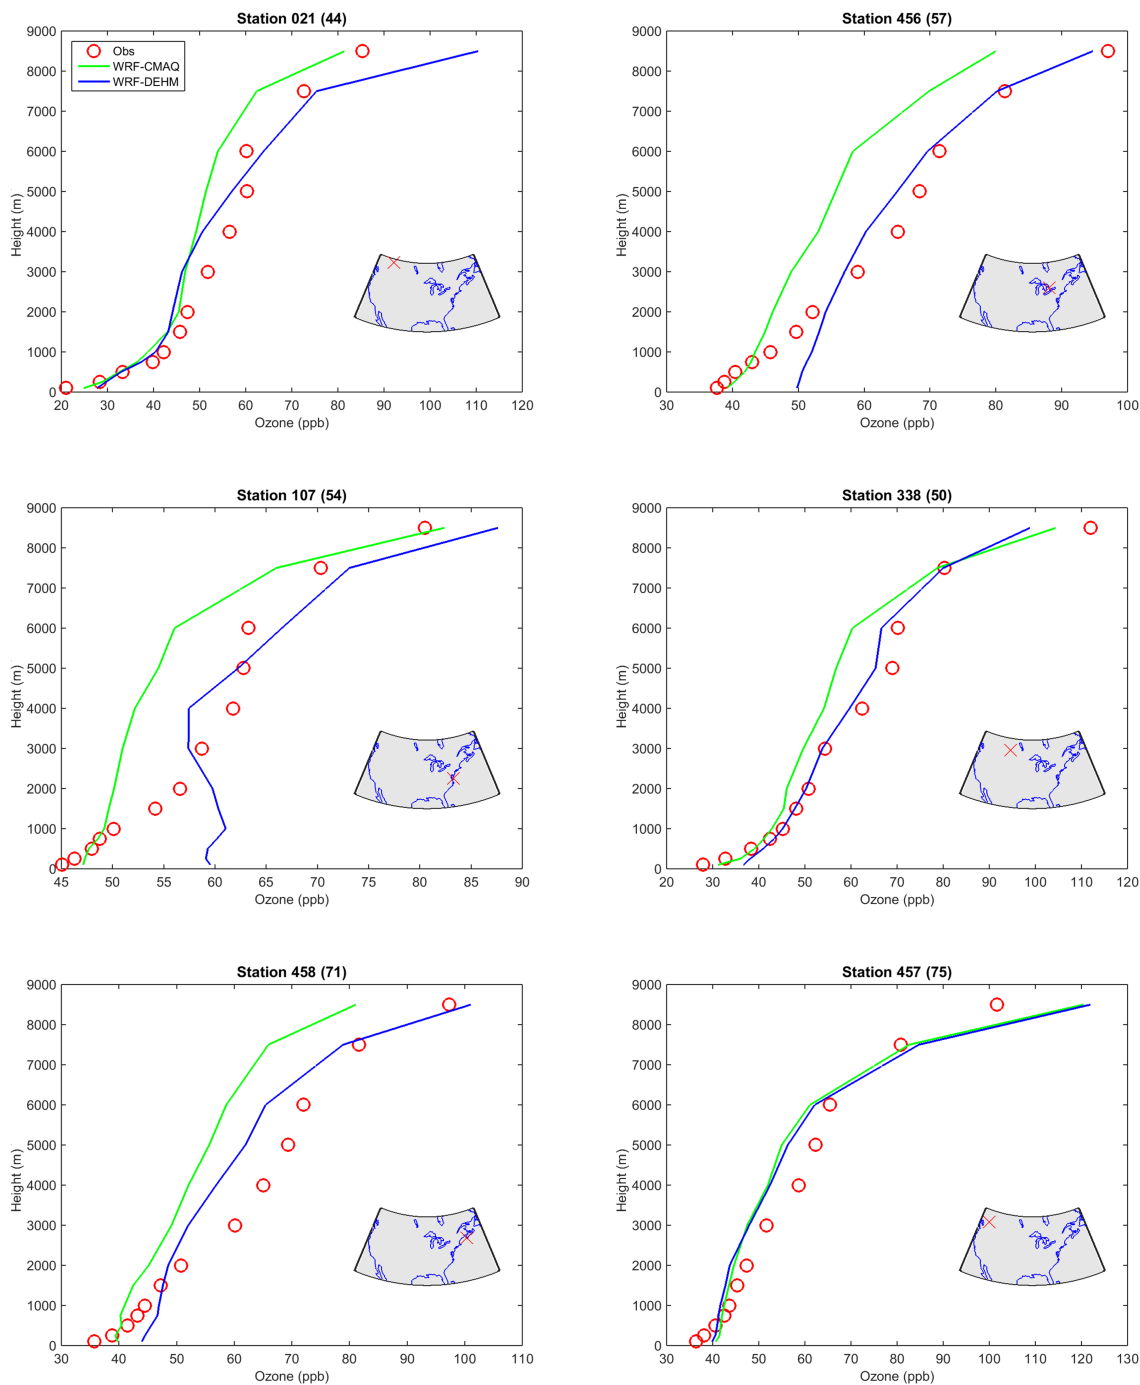 Station 021 (44)
Obs
WRF-CMAQ
WRF-DEHM
9000
8000
7000
6000
5000
4000
3000
2000
1000
0
Height (m)
20 30 40 50 60 70 80 90 100 110 120
Ozone (ppb)
Station 456 (57)
9000
8000
7000
6000
5000
4000
3000
2000
1000
0
Height (m)
30 40 50 60 70 80 90 100
Ozone (ppb)
Station 107 (54)
9000
8000
7000
6000
5000
4000
3000
2000
1000
0
Height (m)
45 50 55 60 65 70 75 80 85 90
Ozone (ppb)
Station 338 (50)
9000
8000
7000
6000
5000
4000
3000
2000
1000
0
Height (m)
20 30 40 50 60 70 80 90 100 110 120
Ozone (ppb)
Station 458 (71)
9000
8000
7000
6000
5000
4000
3000
2000
1000
0
Height (m)
30 40 50 60 70 80 90 100 110
Ozone (ppb)
Station 457 (75)
9000
8000
7000
6000
5000
4000
3000
2000
1000
0
Height (m)
30 40 50 60 70 80 90 100 110 120 130
Ozone (ppb)